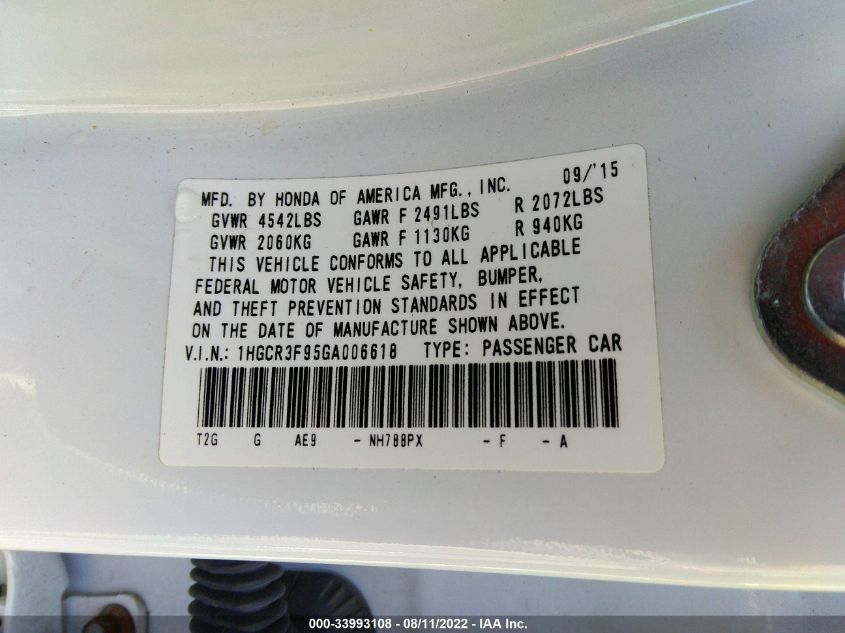 MFD. BY HONDA OF AMERICA MFG., INC. 09/'15
GVWR 4542LBS GAWR F 2491LBS R 2072LBS
GVWR 2060KG GAWR F 1130KG R 940KG
THIS VEHICLE CONFORMS TO ALL APPLICABLE
FEDERAL MOTOR VEHICLE SAFETY, BUMPER,
AND THEFT PREVENTION STANDARDS IN EFFECT
ON THE DATE OF MANUFACTURE SHOWN ABOVE.
V.I.N.: 1HGCR3F95GA006618 TYPE: PASSENGER CAR
T2G G AE9 - NH788PX - F - A
000-33993108 - 08/11/2022 - IAA Inc.